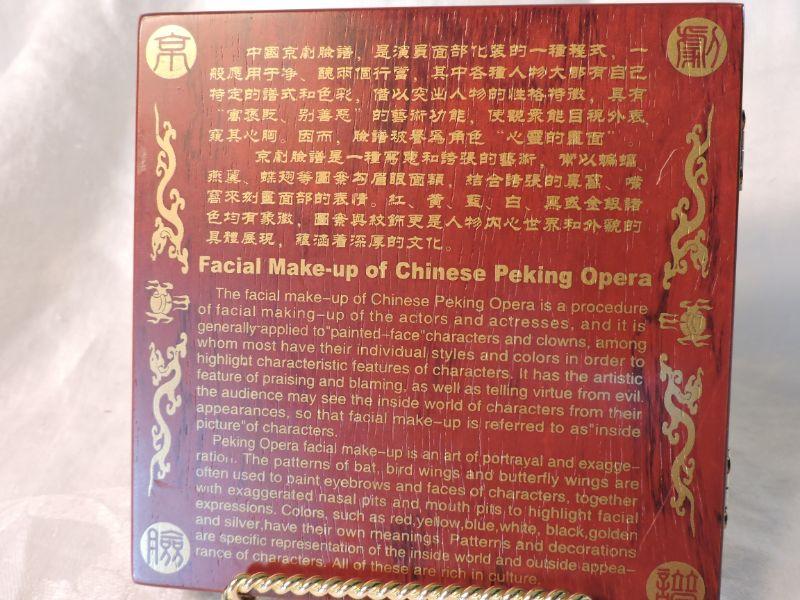 京
劇
中國京劇臉譜，是演員面部化裝的一種程式，一
般應用于净、醜兩個行當，其中各種人物大都有自己
特定的譜式和色彩，借以突出人物的性格特徵，具有
“寓褒貶、别善惡”的藝術功能，使觀衆能目視外表，
窺其心胸。因而，臉譜被譽爲角色“心靈的畫面”。
京劇臉譜是一種寫意和誇張的藝術，常以蝙蝠
燕翼、蝶翅等圖案勾眉眼面頰，結合誇張的鼻窩、嘴
窩來刻畫面部的表情。紅、黃、藍、白、黑或金銀諸
色均有象徵，圖案與紋飾更是人物内心世界和外貌的
具體展現，蘊涵着深厚的文化。
Facial Make-up of Chinese Peking Opera
The facial make-up of Chinese Peking Opera is a procedure
of facial making-up of the actors and actresses, and it is
generally applied to"painted-face"characters and clowns, among
whom most have their individual styles and colors in order to
highlight characteristic features of characters. It has the artistic
feature of praising and blaming, as well as telling virtue from evil.
the audience may see the inside world of characters from their
appearances, so that facial make-up is referred to as"inside
picture"of characters.
Peking Opera facial make-up is an art of portrayal and exagge-
ration. The patterns of bat, bird wings and butterfly wings are
often used to paint eyebrows and faces of characters, together
with exaggerated nasal pits and mouth pits to highlight facial
expressions. Colors, such as red,yellow,blue,white, black,golden
and silver,have their own meanings. Patterns and decorations
are specific representation of the inside world and outside appea-
rance of characters. All of these are rich in culture.
臉
譜